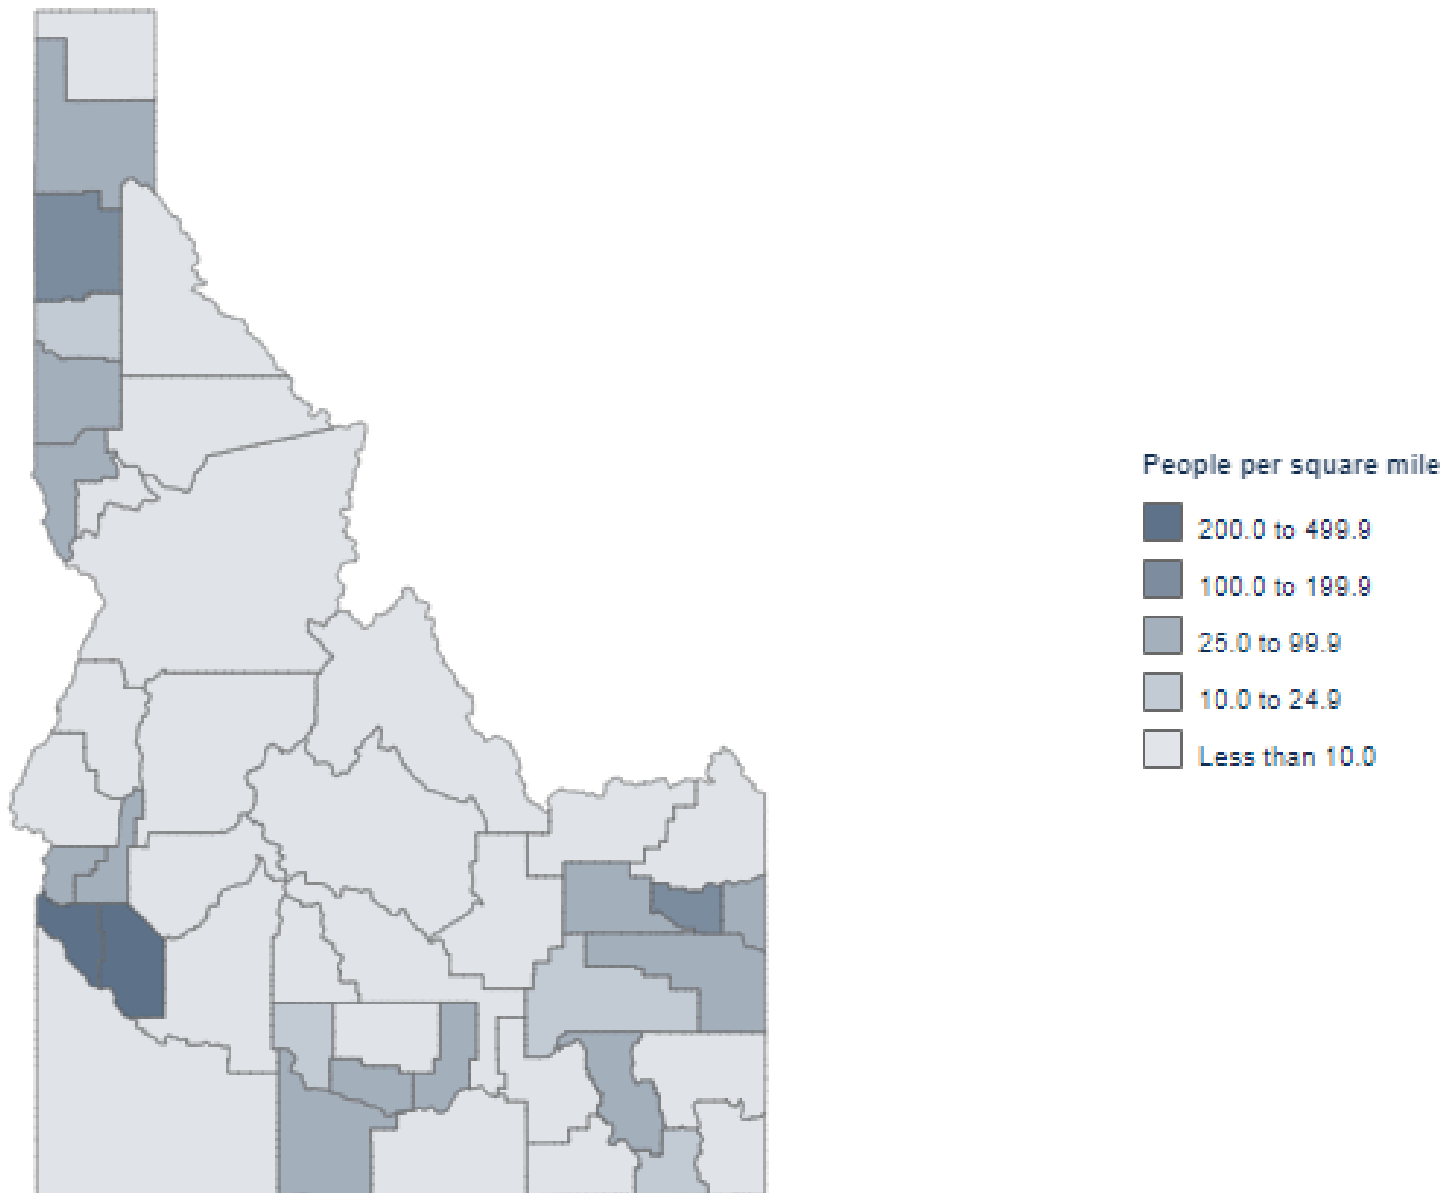 People per square mile
200.0 to 499.9
100.0 to 199.9
25.0 to 99.9
10.0 to 24.9
Less than 10.0